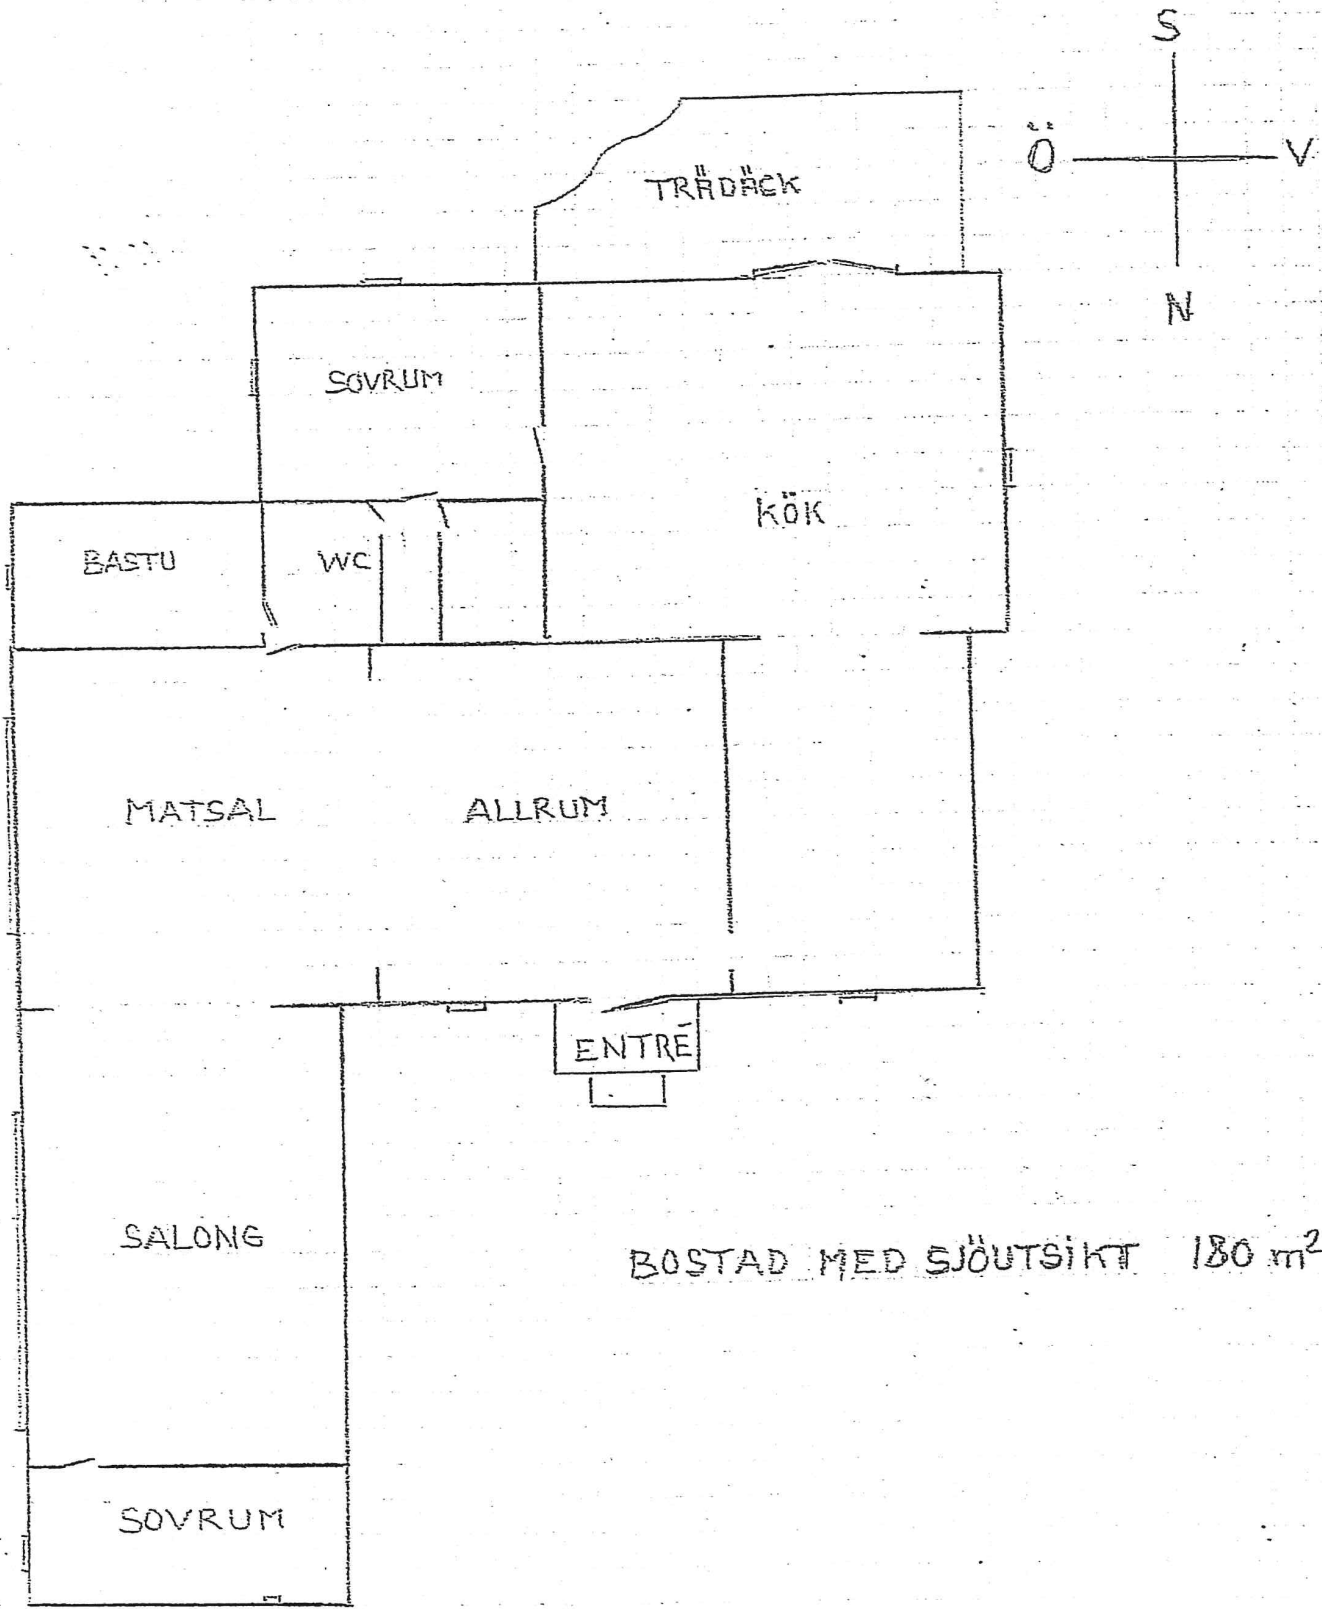 S
Ö V
TRÄDÄCK
N
SOVRUM
KÖK
BASTU
WC
MATSAL
ALLRUM
ENTRÉ
SALONG
BOSTAD MED SJÖUTSiKT 180 m²
SOVRUM